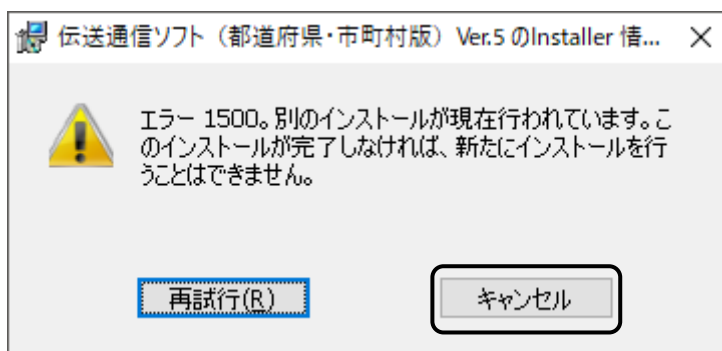 伝送通信ソフト（都道府県・市町村版）Ver.5 のInstaller 情...
エラー 1500。別のインストールが現在行われています。こ
のインストールが完了しなければ、新たにインストールを行
うことはできません。
再試行(R)
キャンセル